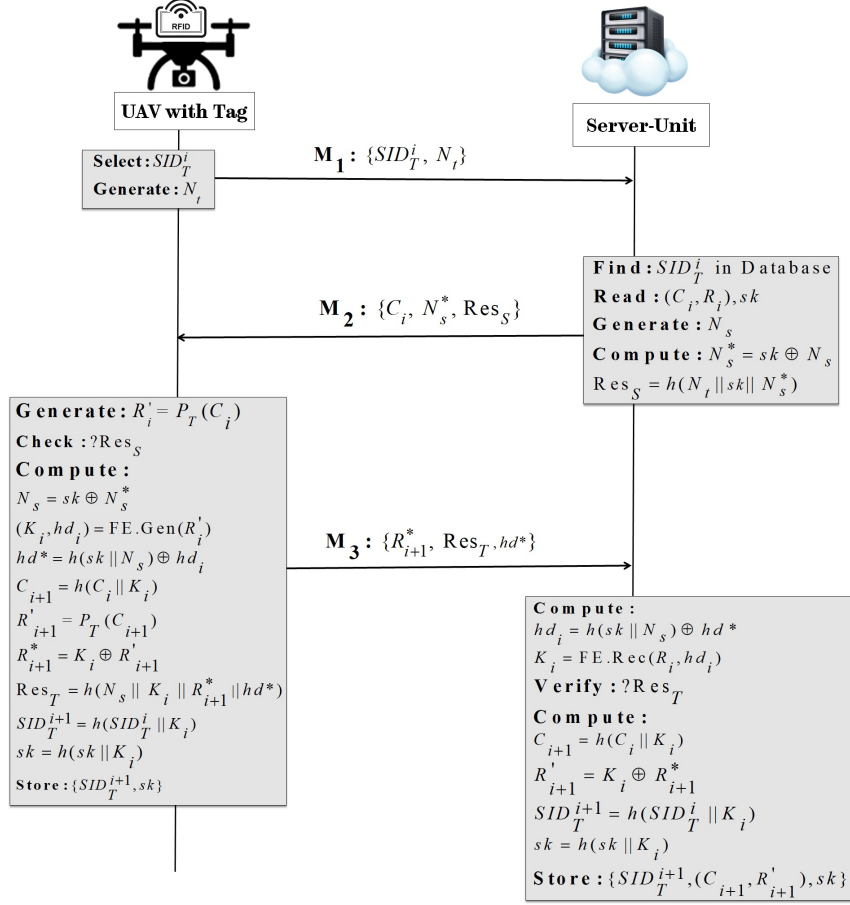 RFID
UAV with Tag
Server-Unit
Select: SID_T^i
Generate: N_t
M_1: {SID_T^i, N_t}
Find: SID_T^i in Database
Read: (C_i, R_i), sk
Generate: N_s
Compute: N_s^* = sk ⊕ N_s
Res_S = h(N_t || sk || N_s^*)
M_2: {C_i, N_s^*, Res_S}
Generate: R_i^' = P_T(C_i)
Check: ?Res_S
Compute:
N_s = sk ⊕ N_s^*
(K_i, hd_i) = FE.Gen(R_i^')
hd* = h(sk || N_s) ⊕ hd_i
C_{i+1} = h(C_i || K_i)
R_{i+1}^' = P_T(C_{i+1})
R_{i+1}^* = K_i ⊕ R_{i+1}^'
Res_T = h(N_s || K_i || R_{i+1}^* || hd*)
SID_T^{i+1} = h(SID_T^i || K_i)
sk = h(sk || K_i)
Store: {SID_T^{i+1}, sk}
M_3: {R_{i+1}^*, Res_T, hd*}
Compute:
hd_i = h(sk || N_s) ⊕ hd*
K_i = FE.Rec(R_i, hd_i)
Verify: ?Res_T
Compute:
C_{i+1} = h(C_i || K_i)
R_{i+1}^' = K_i ⊕ R_{i+1}^*
SID_T^{i+1} = h(SID_T^i || K_i)
sk = h(sk || K_i)
Store: {SID_T^{i+1}, (C_{i+1}, R_{i+1}^'), sk}